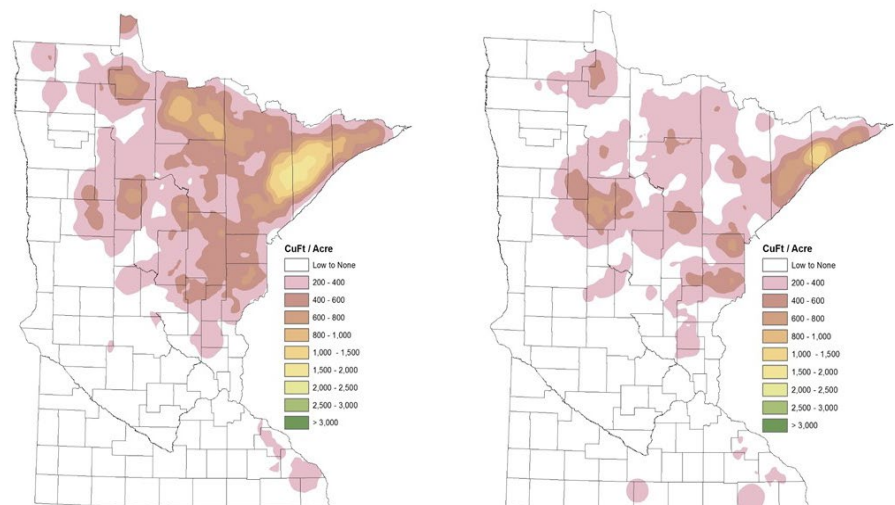 CuFt / Acre
Low to None
200 - 400
400 - 600
600 - 800
800 - 1,000
1,000 - 1,500
1,500 - 2,000
2,000 - 2,500
2,500 - 3,000
> 3,000
CuFt / Acre
Low to None
200 - 400
400 - 600
600 - 800
800 - 1,000
1,000 - 1,500
1,500 - 2,000
2,000 - 2,500
2,500 - 3,000
> 3,000